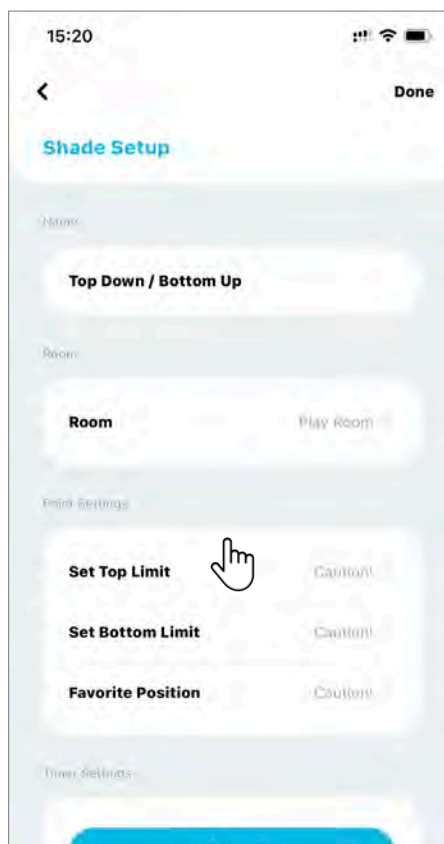 15:20
Done
Shade Setup
Name
Top Down / Bottom Up
Room
Room Play Room
Point Settings
Set Top Limit Caution!
Set Bottom Limit Caution!
Favorite Position Caution!
Timer Settings